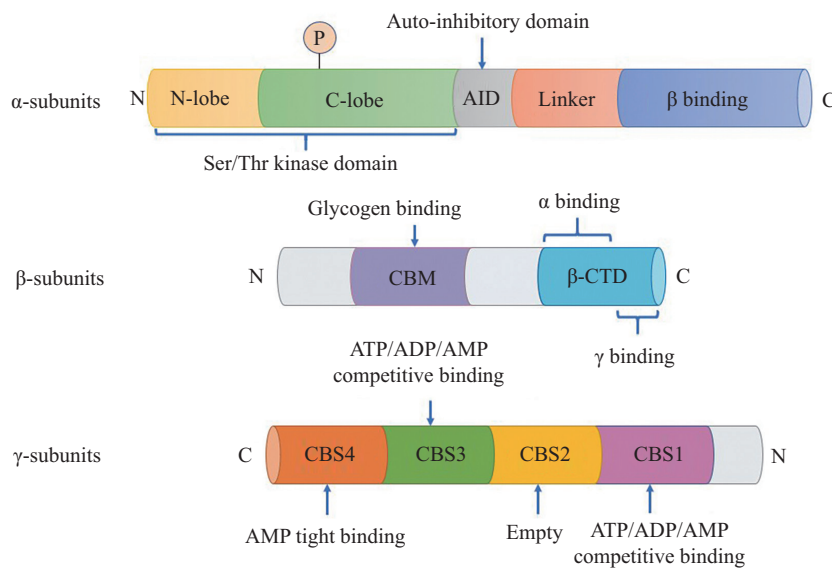 Auto-inhibitory domain
P
α-subunits
N
N-lobe
C-lobe
AID
Linker
β binding
C
Ser/Thr kinase domain
Glycogen binding
α binding
β-subunits
N
CBM
β-CTD
C
γ binding
ATP/ADP/AMP
competitive binding
γ-subunits
C
CBS4
CBS3
CBS2
CBS1
N
AMP tight binding
Empty
ATP/ADP/AMP
competitive binding